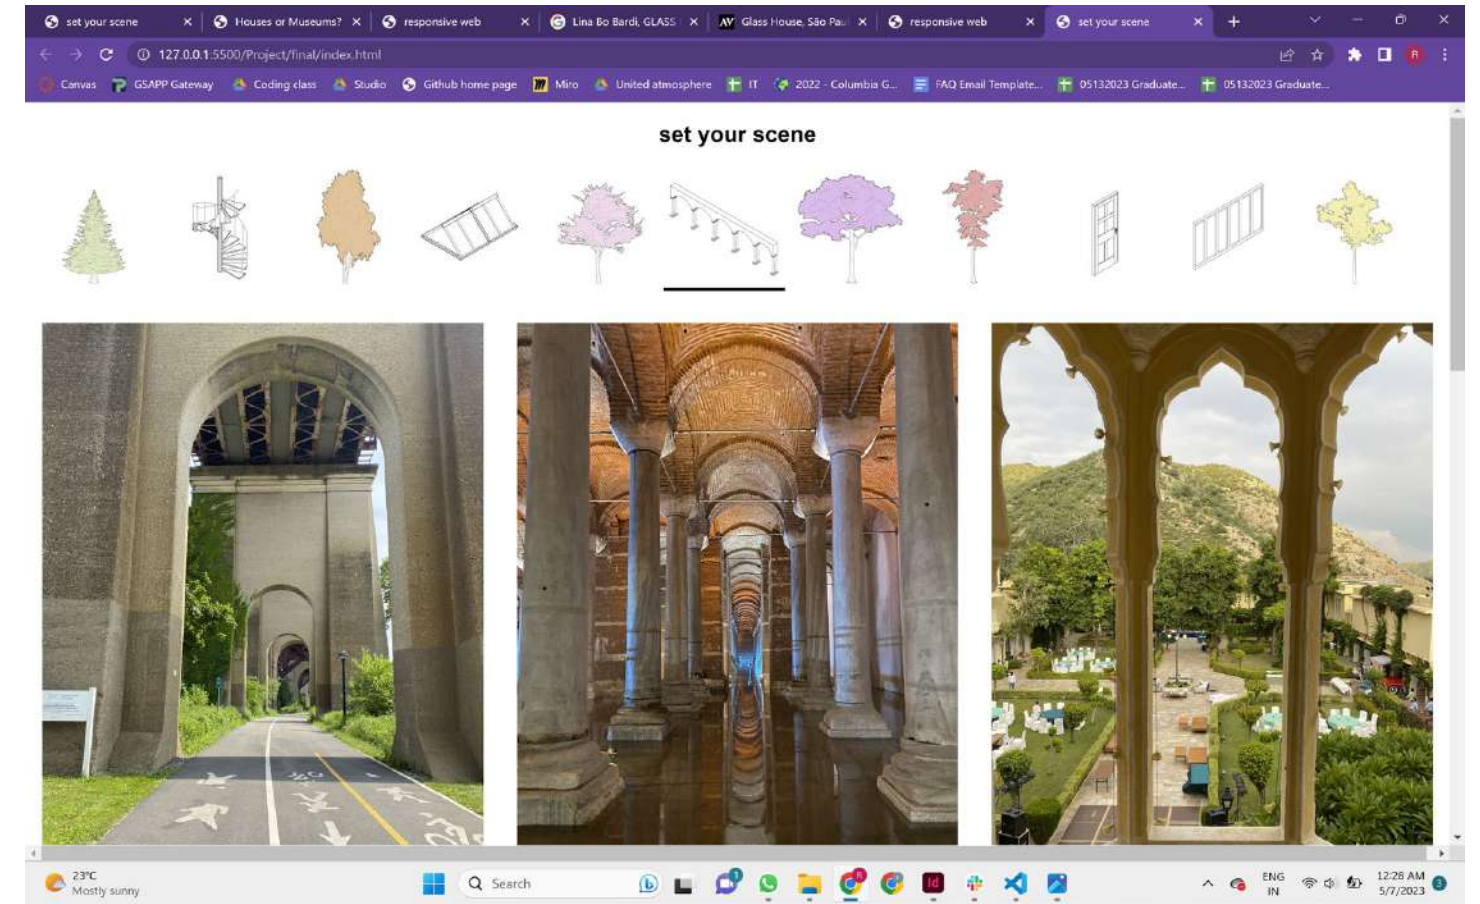 set your scene
Houses or Museums?
responsive web
Lina Bo Bardi, GLASS
Glass House, São Pau
responsive web
set your scene
127.0.0.1:5500/Project/final/index.html
R
Canvas
GSAPP Gateway
Coding class
Studio
Github home page
Miro
United atmosphere
IT
2022 - Columbia G...
FAQ Email Template...
05132023 Graduate...
05132023 Graduate...
set your scene
23°C
Mostly sunny
Search
Id
ENG
IN
12:28 AM
5/7/2023
3